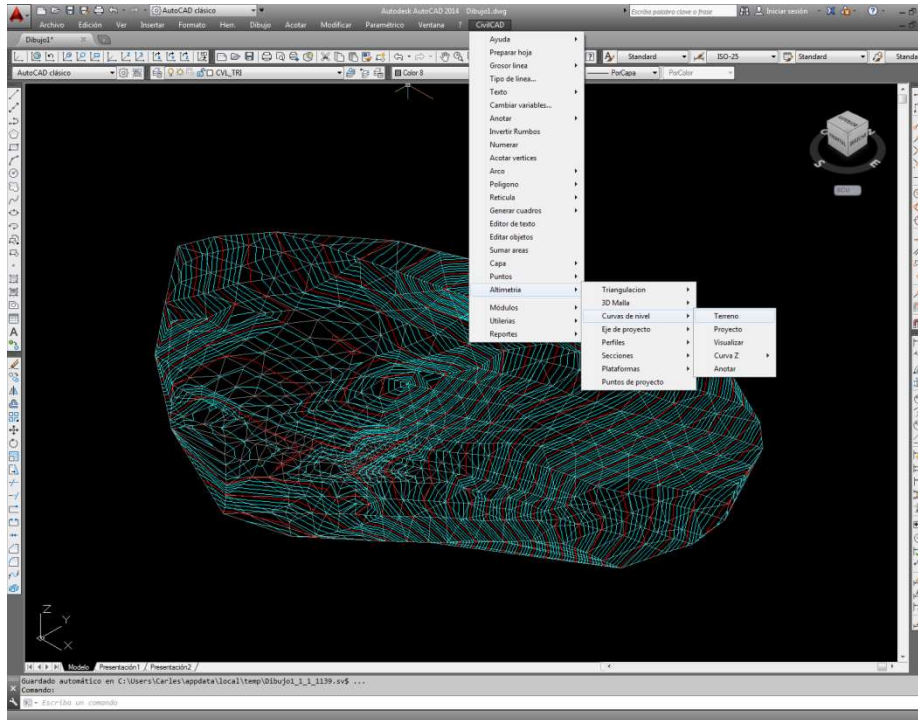 AutoCAD clásico
Autodesk AutoCAD 2014 Dibujo1.dwg
Escriba palabra clave o frase
Iniciar sesión
Archivo Edición Ver Insertar Formato Herr. Dibujo Acotar Modificar Paramétrico Ventana ? CivilCAD
Dibujo1*
Standard
ISO-25
Standard
Standa
AutoCAD clásico
CVL_TRI
Color 8
PorCapa
PorColor
Ayuda
Preparar hoja
Grosor linea
Tipo de linea...
Texto
Cambiar variables...
Anotar
Invertir Rumbos
Numerar
Acotar vertices
Arco
Poligono
Reticula
Generar cuadros
Editor de texto
Editar objetos
Sumar areas
Capa
Puntos
Altimetria
Módulos
Utilerias
Reportes
Triangulacion
3D Malla
Curvas de nivel
Eje de proyecto
Perfiles
Secciones
Plataformas
Puntos de proyecto
Terreno
Proyecto
Visualizar
Curva Z
Anotar
Z
Y
X
Modelo Presentación1 Presentación2
Guardado automático en C:\Users\Carles\appdata\local\temp\Dibujo1_1_1_1139.sv$ ...
Comando:
Escriba un comando